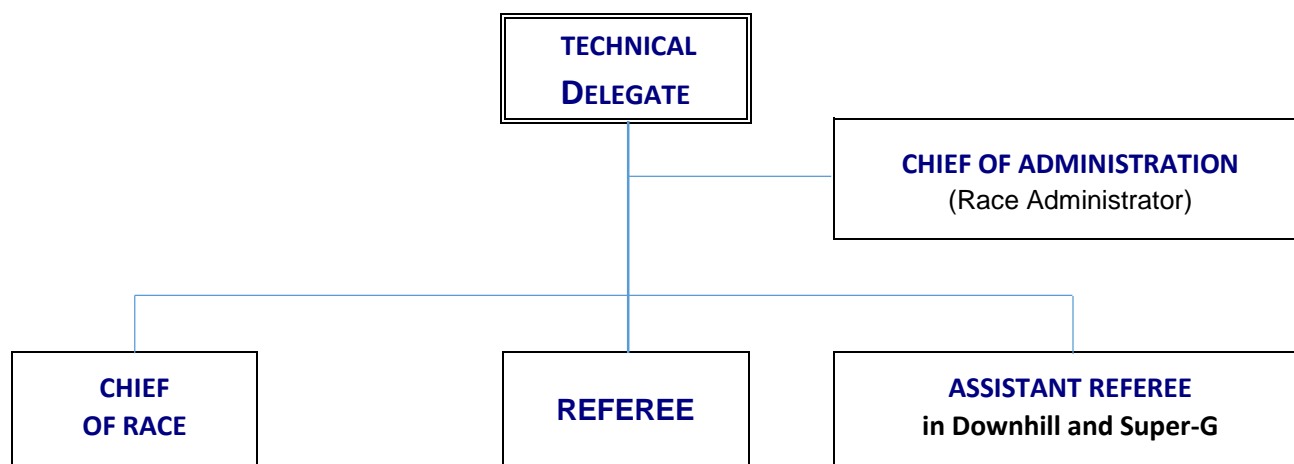 TECHNICAL
DELEGATE
CHIEF OF ADMINISTRATION
(Race Administrator)
CHIEF
OF RACE
REFEREE
ASSISTANT REFEREE
in Downhill and Super-G